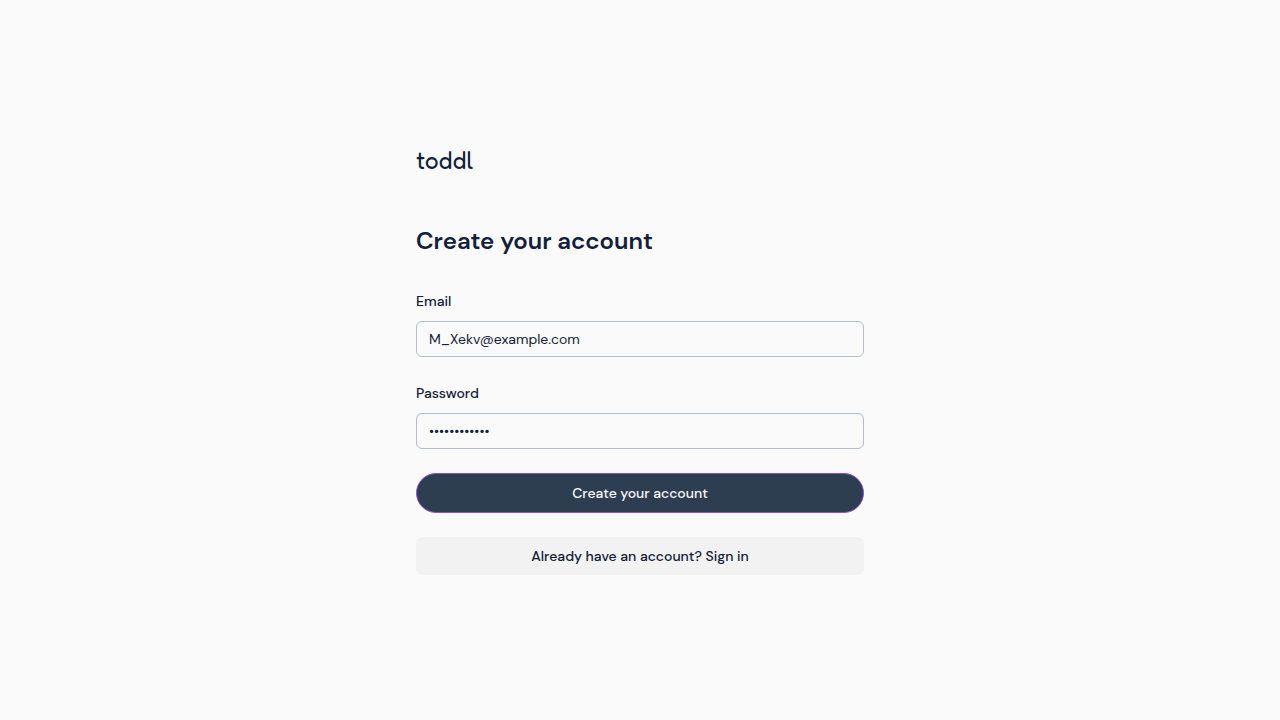 toddl
Create your account
Email
M_Xekv@example.com
Password
••••••••••••
Create your account
Already have an account? Sign in